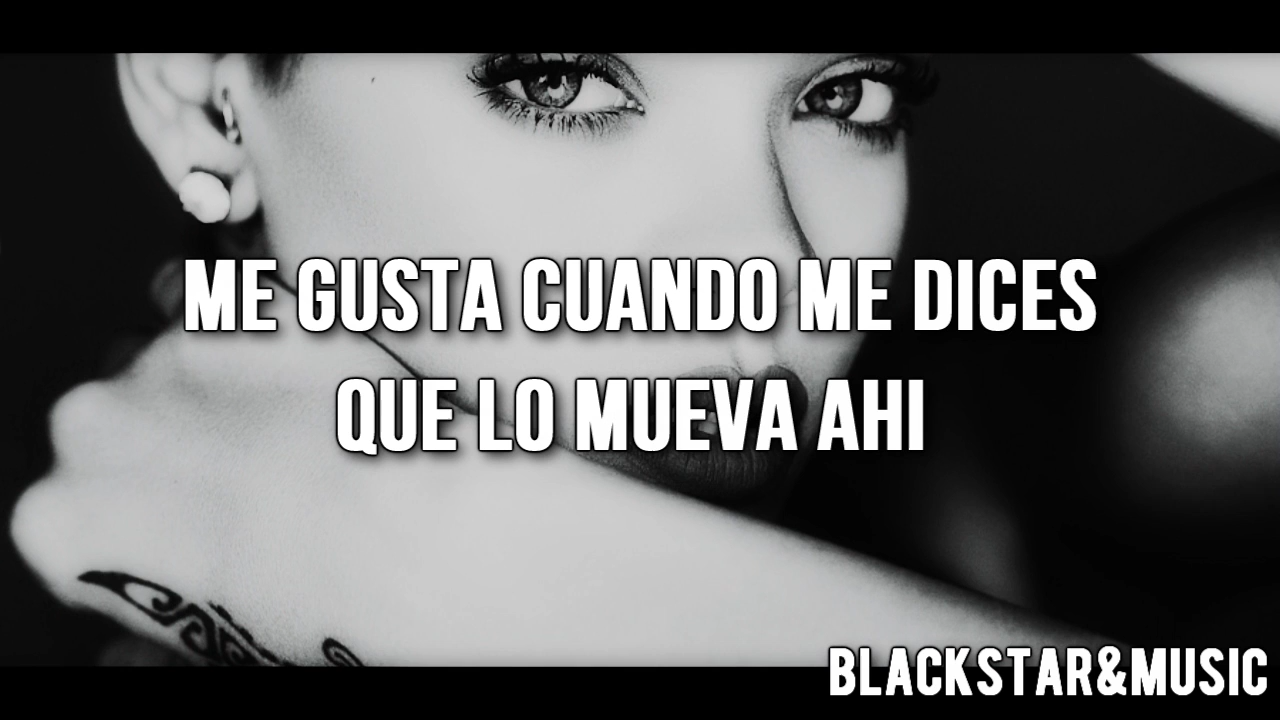 ME GUSTA CUANDO ME DICES
QUE LO MUEVA AHI
BLACKSTAR&MUSIC